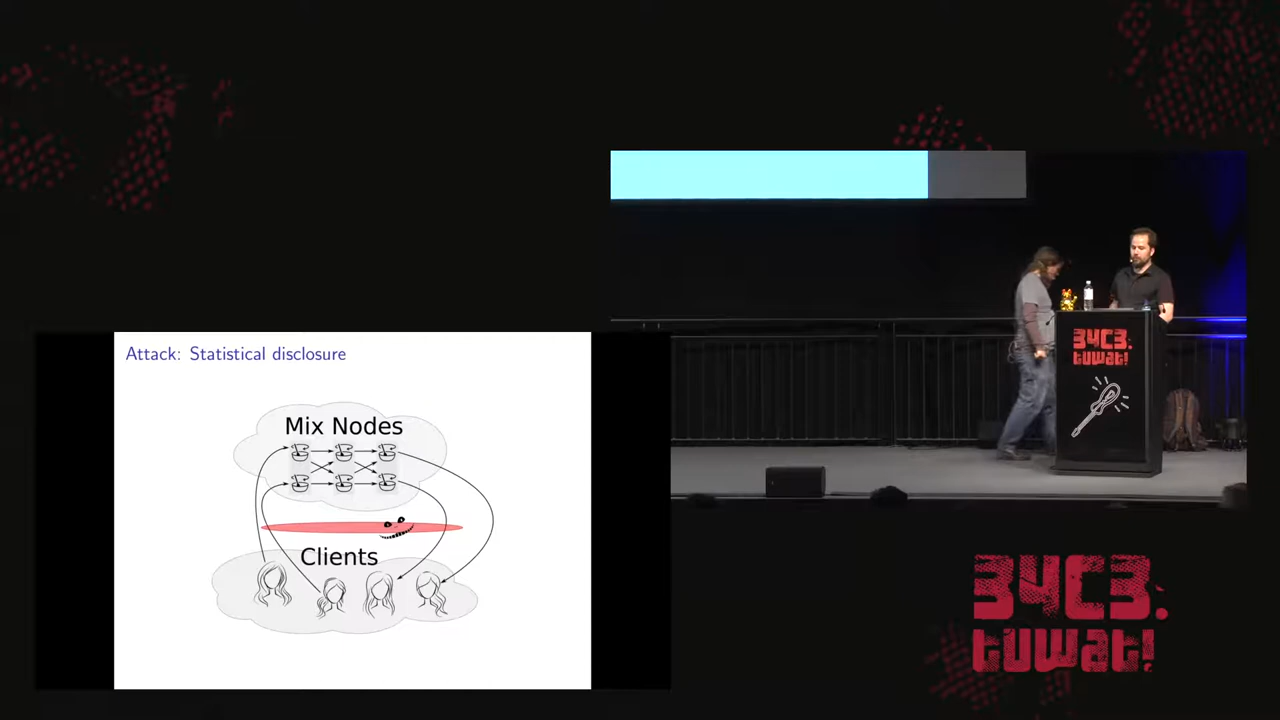 Attack: Statistical disclosure
Mix Nodes
Clients
34C3.
tuwat!
34C3.
tuwat!